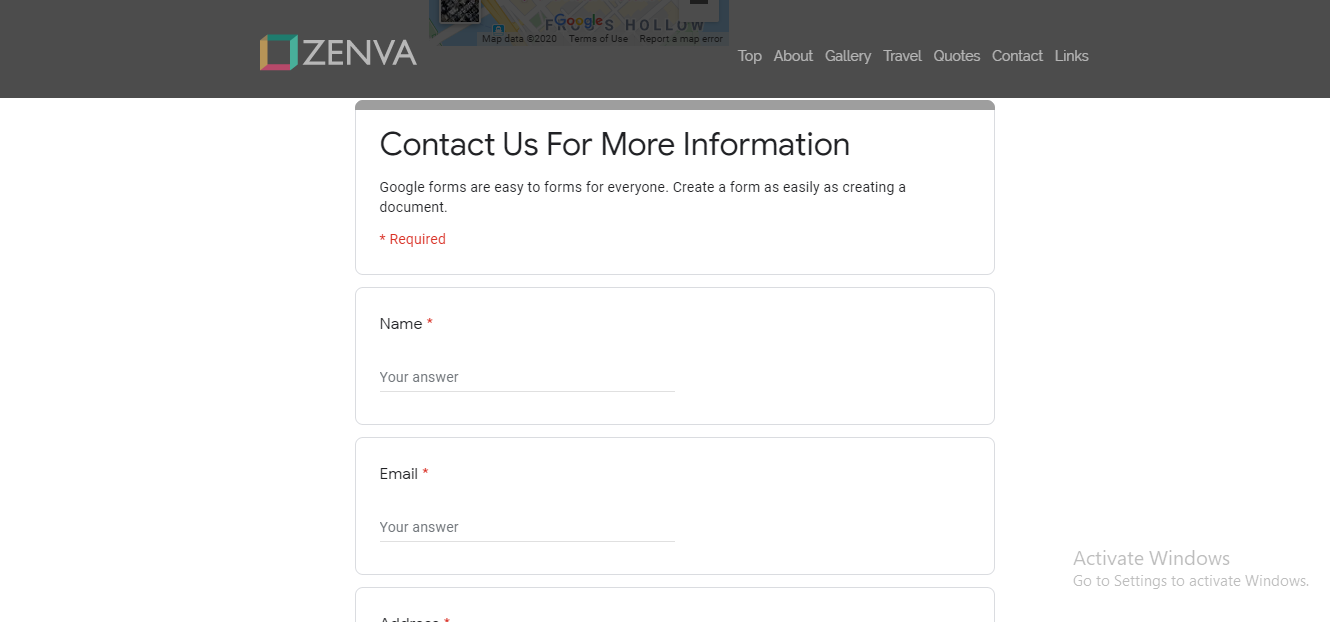 Google
FROG'S HOLLOW
Map data ©2020 Terms of Use Report a map error
ZENVA
Top About Gallery Travel Quotes Contact Links
Contact Us For More Information
Google forms are easy to forms for everyone. Create a form as easily as creating a
document.
* Required
Name *
Your answer
Email *
Your answer
Address *
Activate Windows
Go to Settings to activate Windows.